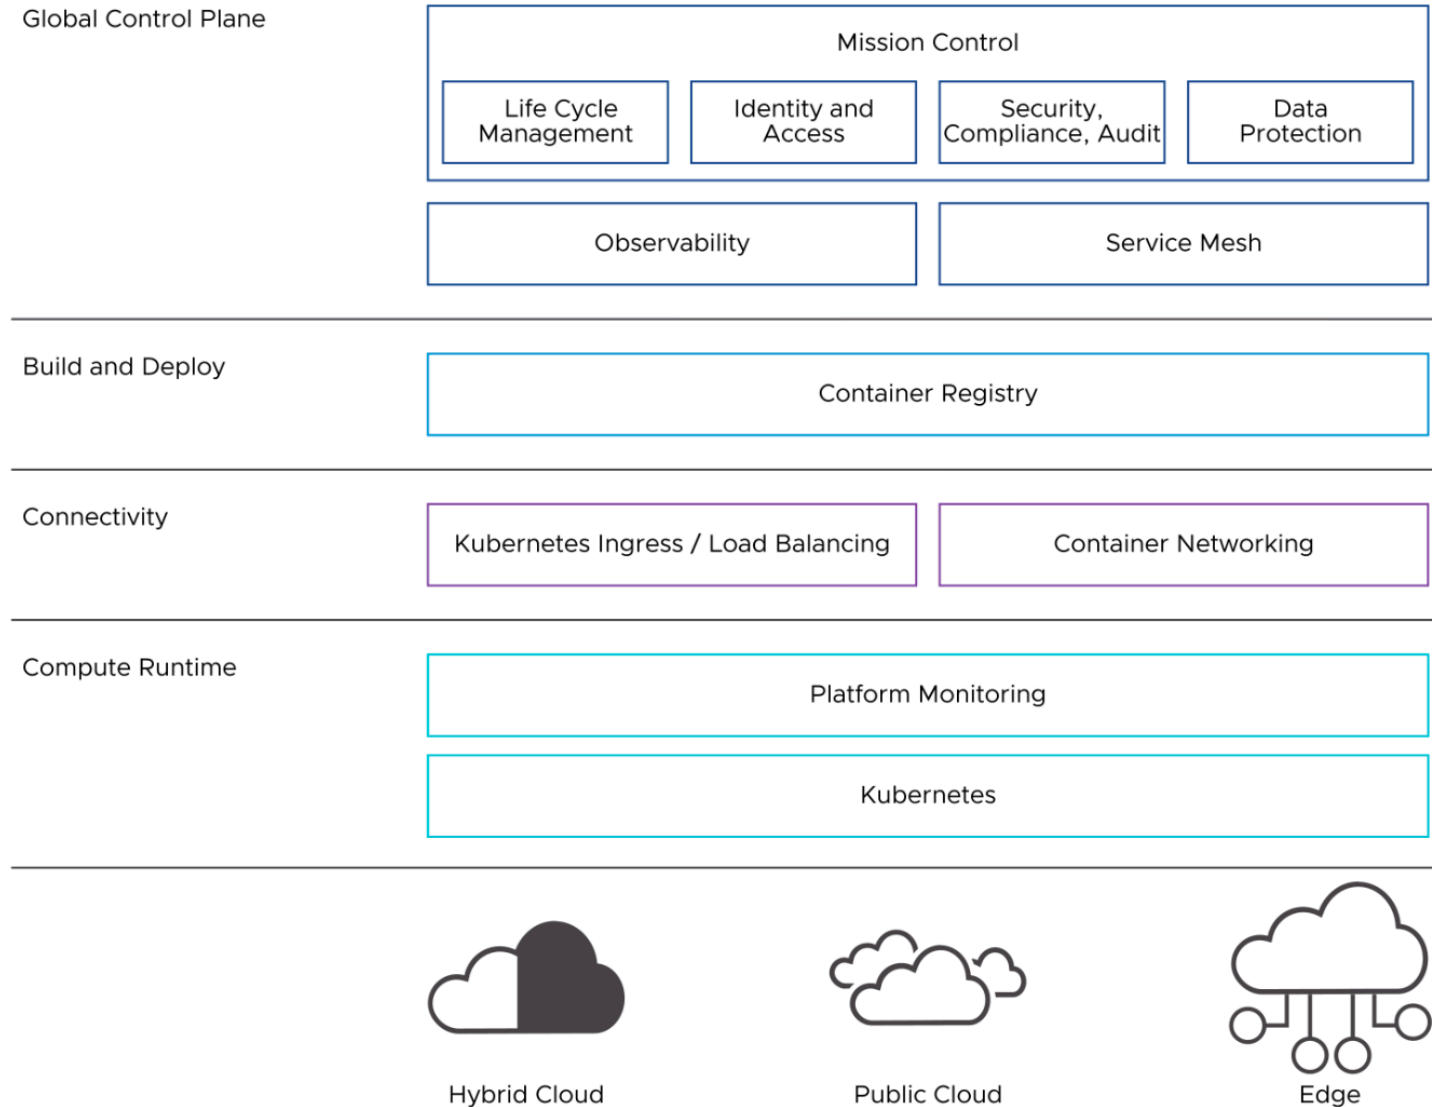 Global Control Plane
Mission Control
Life Cycle
Management
Identity and
Access
Security,
Compliance, Audit
Data
Protection
Observability
Service Mesh
Build and Deploy
Container Registry
Connectivity
Kubernetes Ingress / Load Balancing
Container Networking
Compute Runtime
Platform Monitoring
Kubernetes
Hybrid Cloud
Public Cloud
Edge